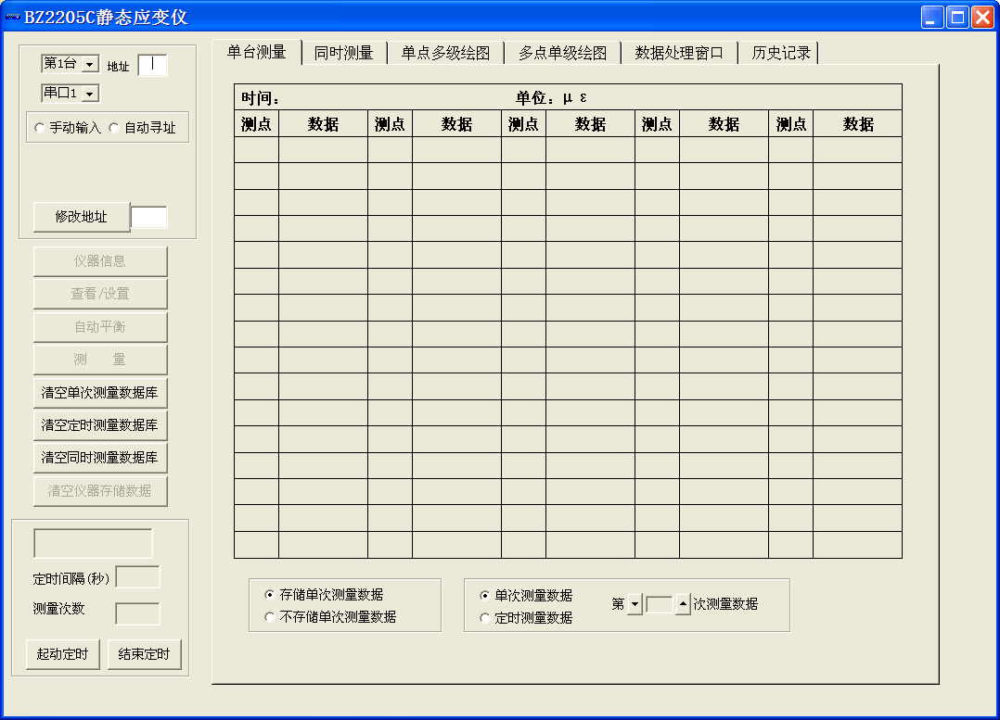 BZ2205C静态应变仪
第1台 地址
串口1
手动输入 自动寻址
修改地址
仪器信息
查看/设置
自动平衡
测 量
清空单次测量数据库
清空定时测量数据库
清空同时测量数据库
清空仪器存储数据
定时间隔(秒)
测量次数
起动定时 结束定时
单台测量 同时测量 单点多级绘图 多点单级绘图 数据处理窗口 历史记录
时间: 单位: μ ε
测点 数据 测点 数据 测点 数据 测点 数据 测点 数据
存储单次测量数据
不存储单次测量数据
单次测量数据
定时测量数据
第 次测量数据